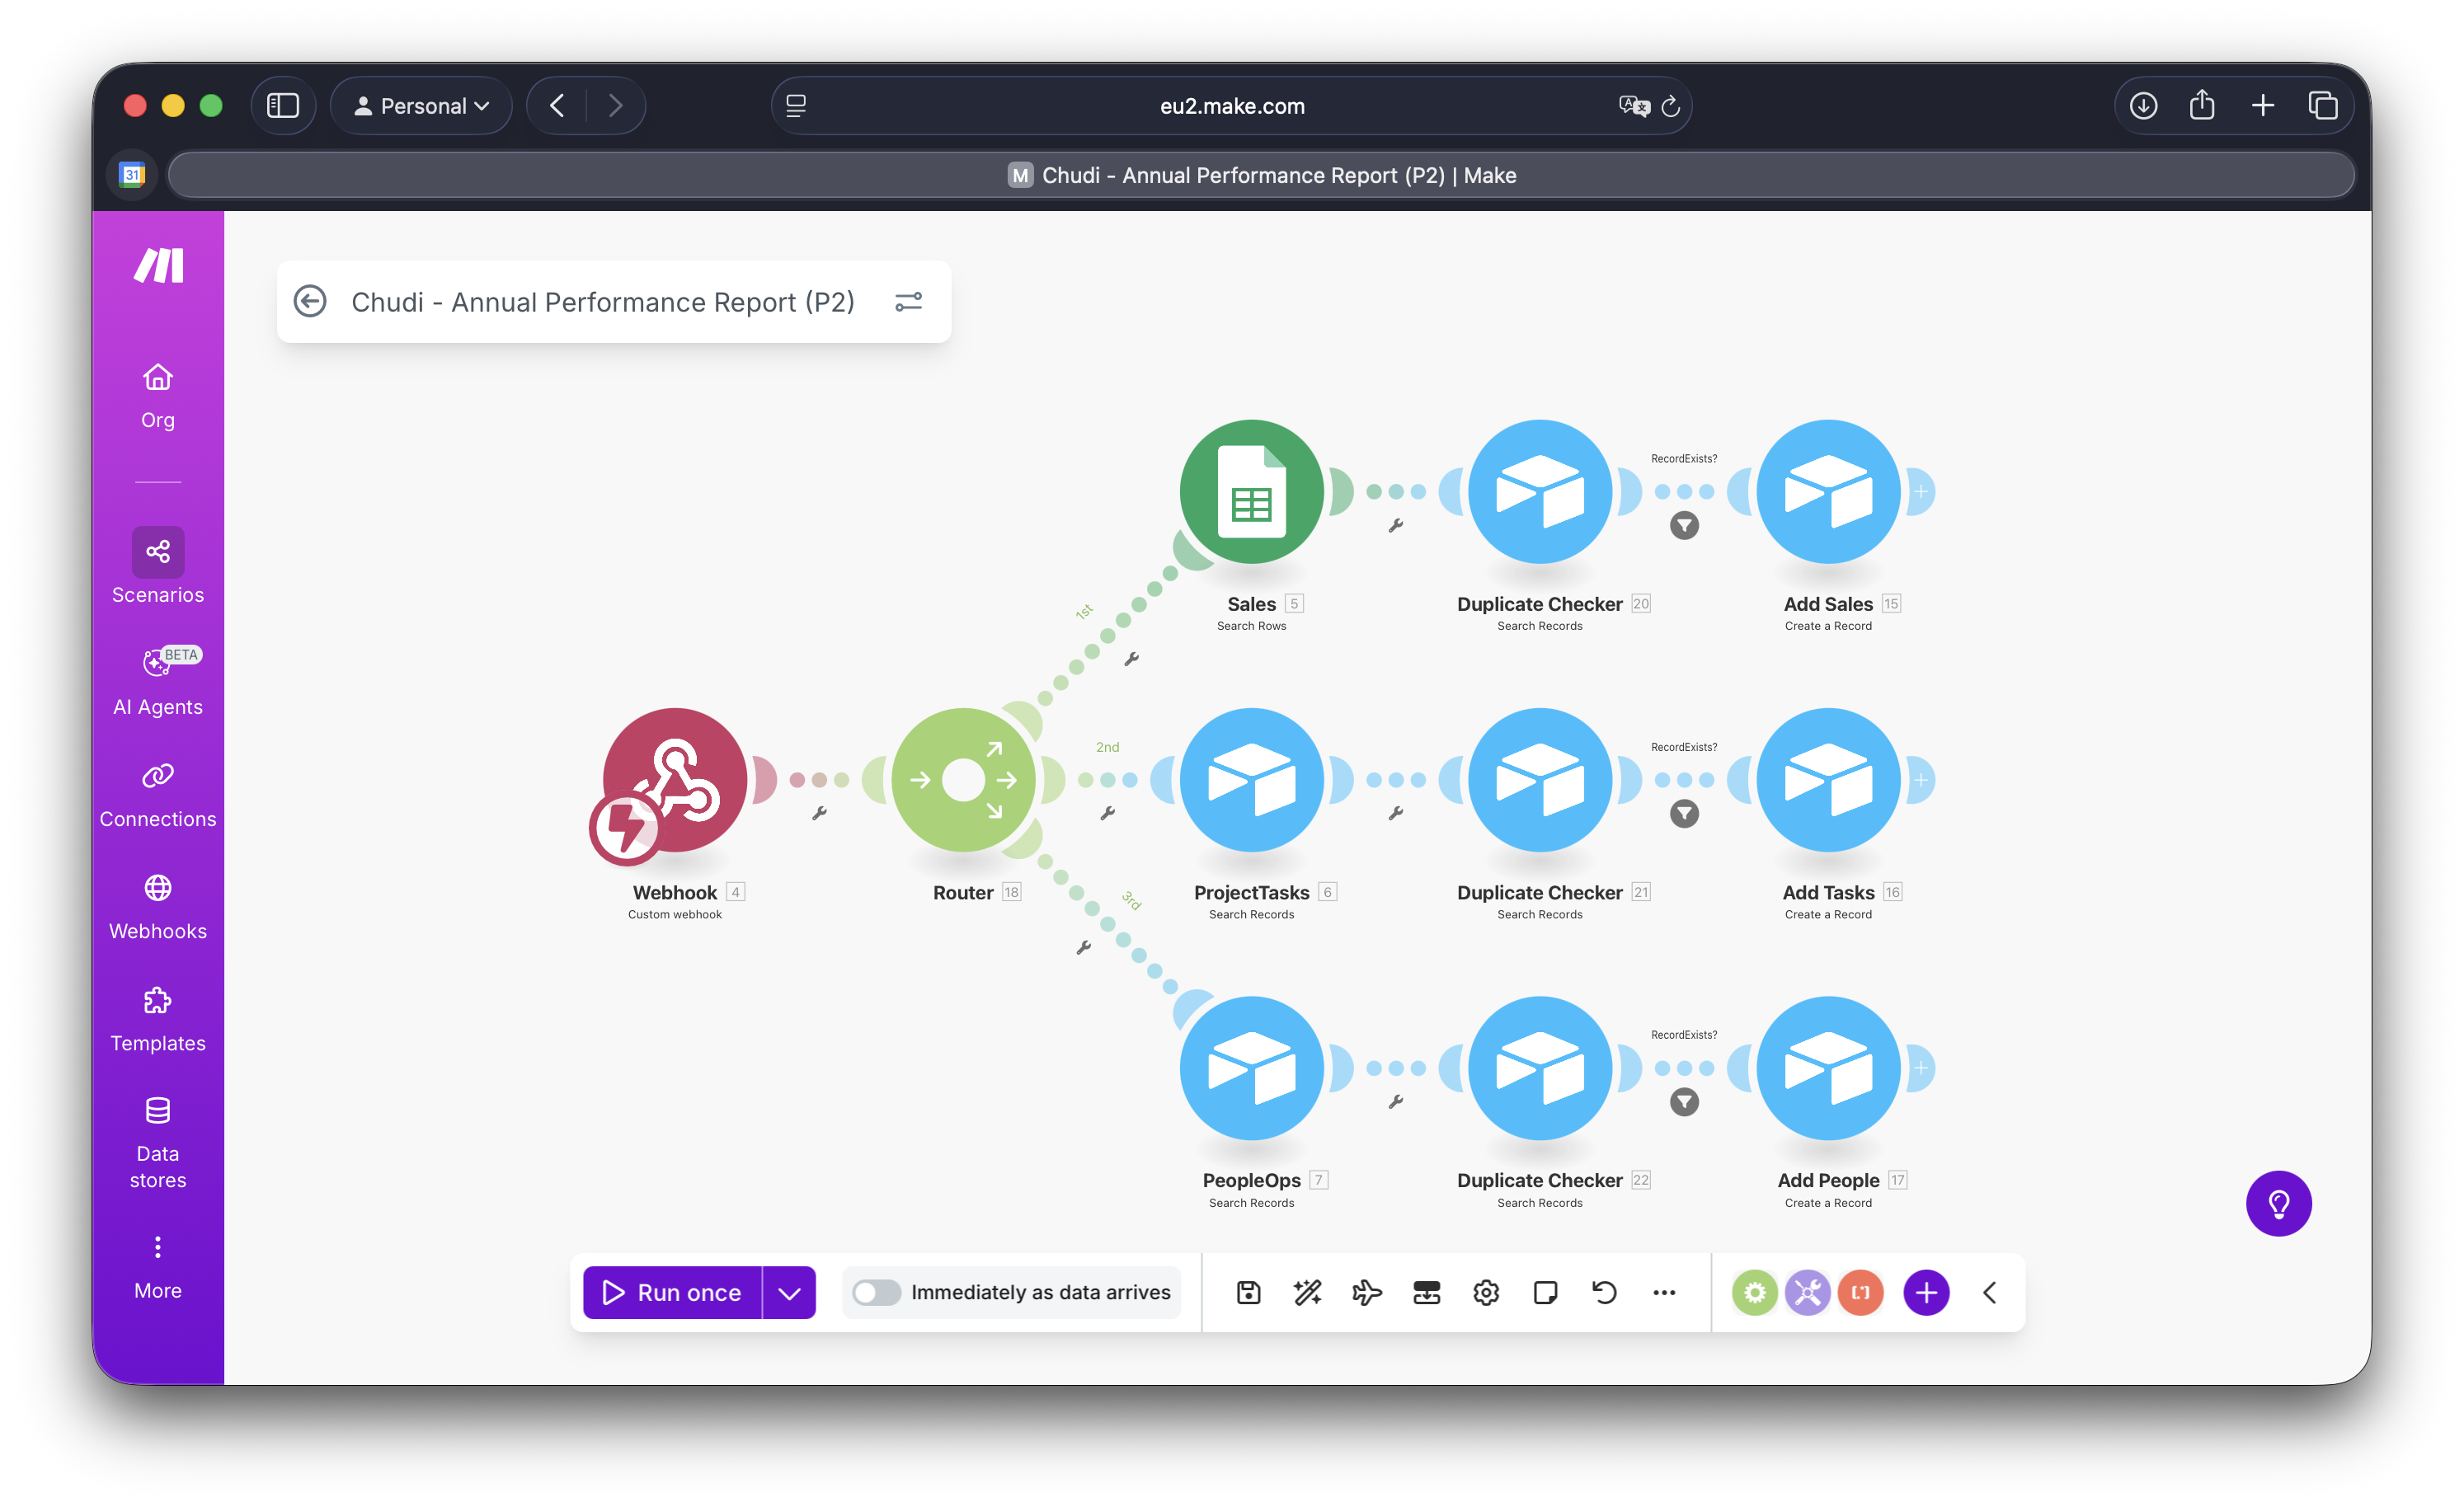 Personal
eu2.make.com
31
M Chudi - Annual Performance Report (P2) | Make
Chudi - Annual Performance Report (P2)
Org
Scenarios
BETA
AI Agents
Connections
Webhooks
Templates
Data
stores
More
RecordExists?
1st
Sales 5
Search Rows
Duplicate Checker 20
Search Records
Add Sales 15
Create a Record
2nd
RecordExists?
Webhook 4
Custom webhook
Router 18
3rd
ProjectTasks 6
Search Records
Duplicate Checker 21
Search Records
Add Tasks 16
Create a Record
RecordExists?
PeopleOps 7
Search Records
Duplicate Checker 22
Search Records
Add People 17
Create a Record
Run once
Immediately as data arrives